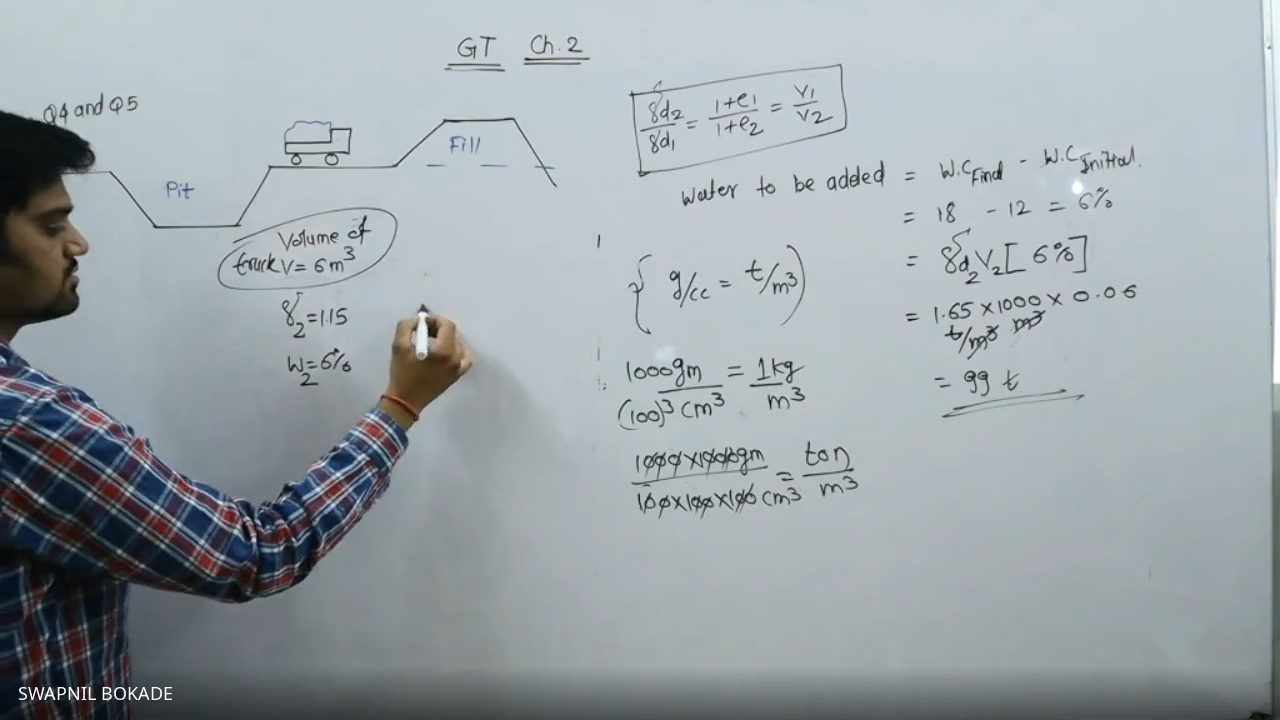 GT Ch.2
Q4 and Q5
Pit
Fill
Volume of
truck V = 6m³
γ₂ = 1.15
W₂ = 6%
γd₂/γd₁ = 1+e₁/1+e₂ = V₁/V₂
Water to be added = W.C Final - W.C Initial.
= 18 - 12 = 6%
= γd₂ V₂ [ 6% ]
= 1.65 × 1000 × 0.06
t/m³ m³
= 99 t
{ g/cc = t/m³ )
1000gm/(100)³ cm³ = 1kg/m³
1000×1000gm/100×100×100 cm³ = ton/m³
SWAPNIL BOKADE